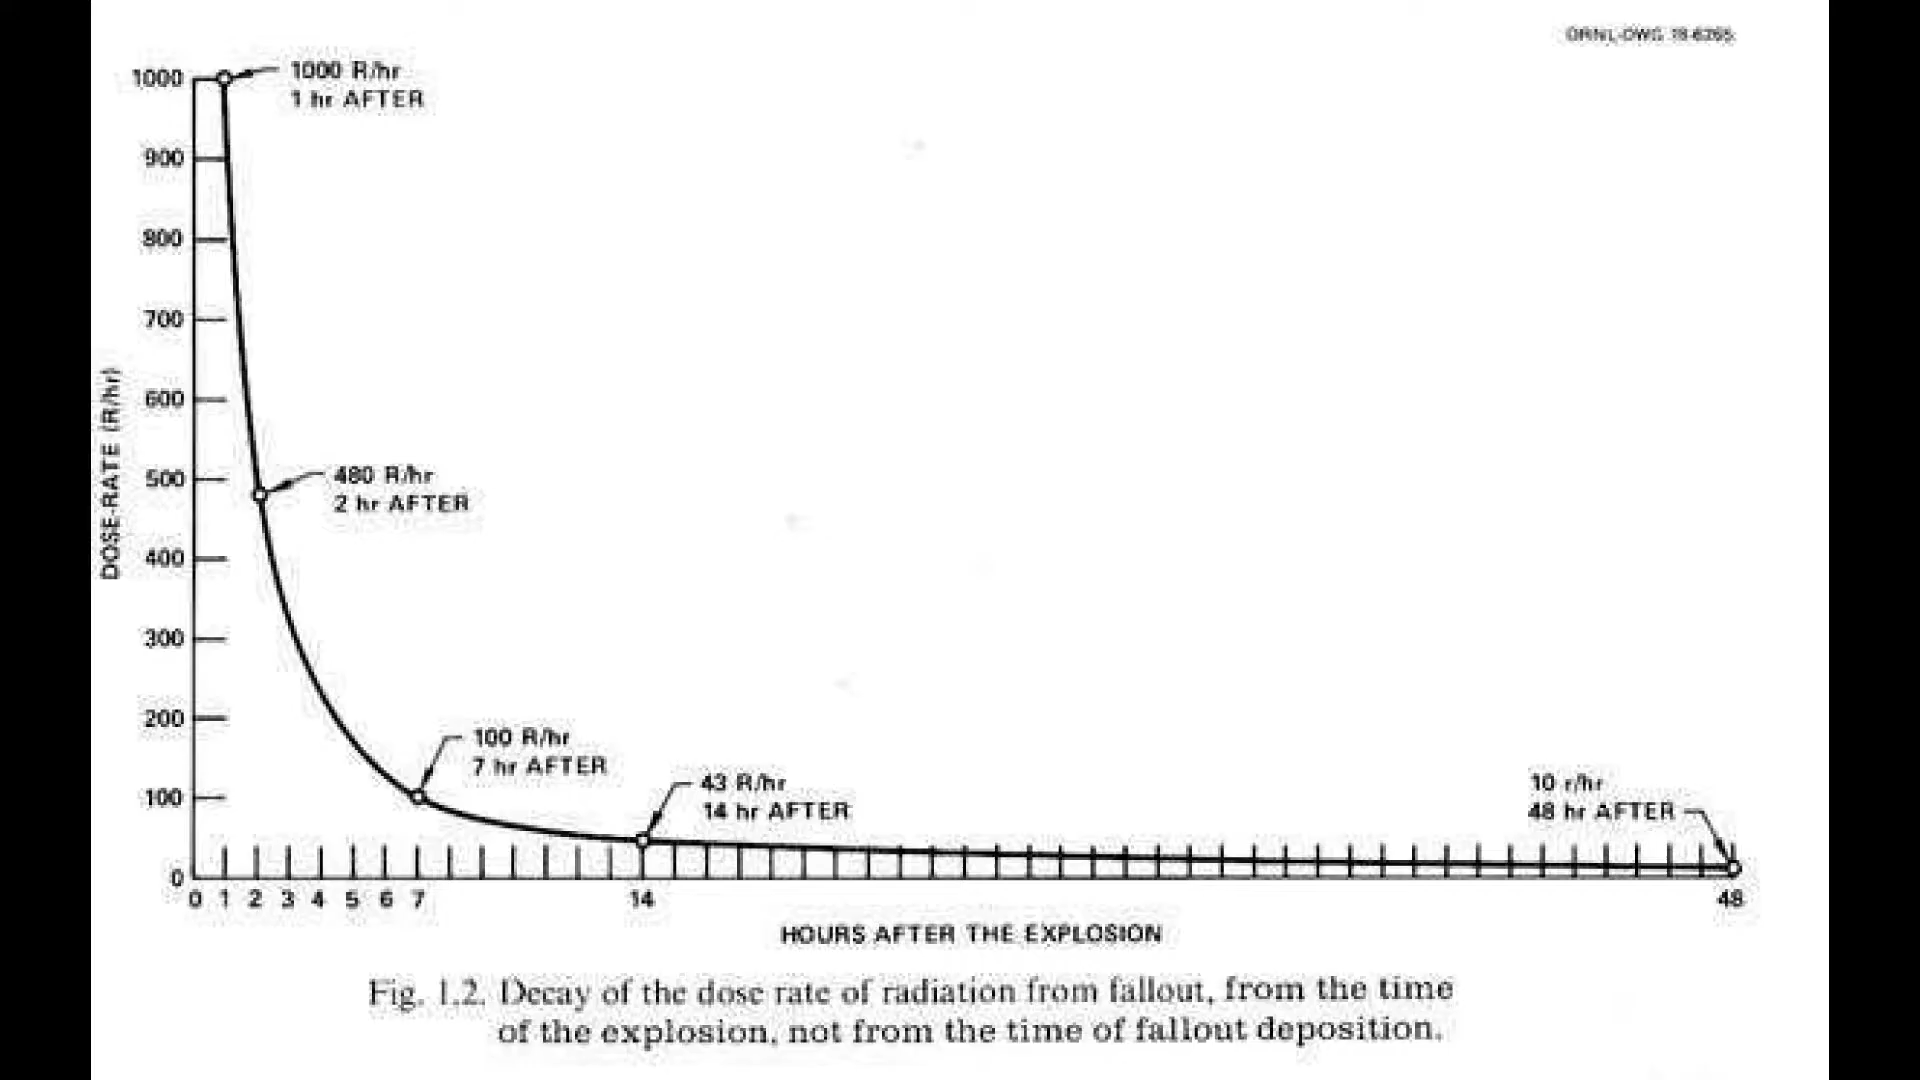 1000 R/hr
1 hr AFTER
1000
900
800
700
600
500
400
300
200
100
0
DOSE-RATE (R/hr)
480 R/hr
2 hr AFTER
100 R/hr
7 hr AFTER
43 R/hr
14 hr AFTER
10 r/hr
48 hr AFTER
0 1 2 3 4 5 6 7 14 48
HOURS AFTER THE EXPLOSION
Fig. 1.2. Decay of the dose rate of radiation from fallout, from the time
of the explosion, not from the time of fallout deposition.